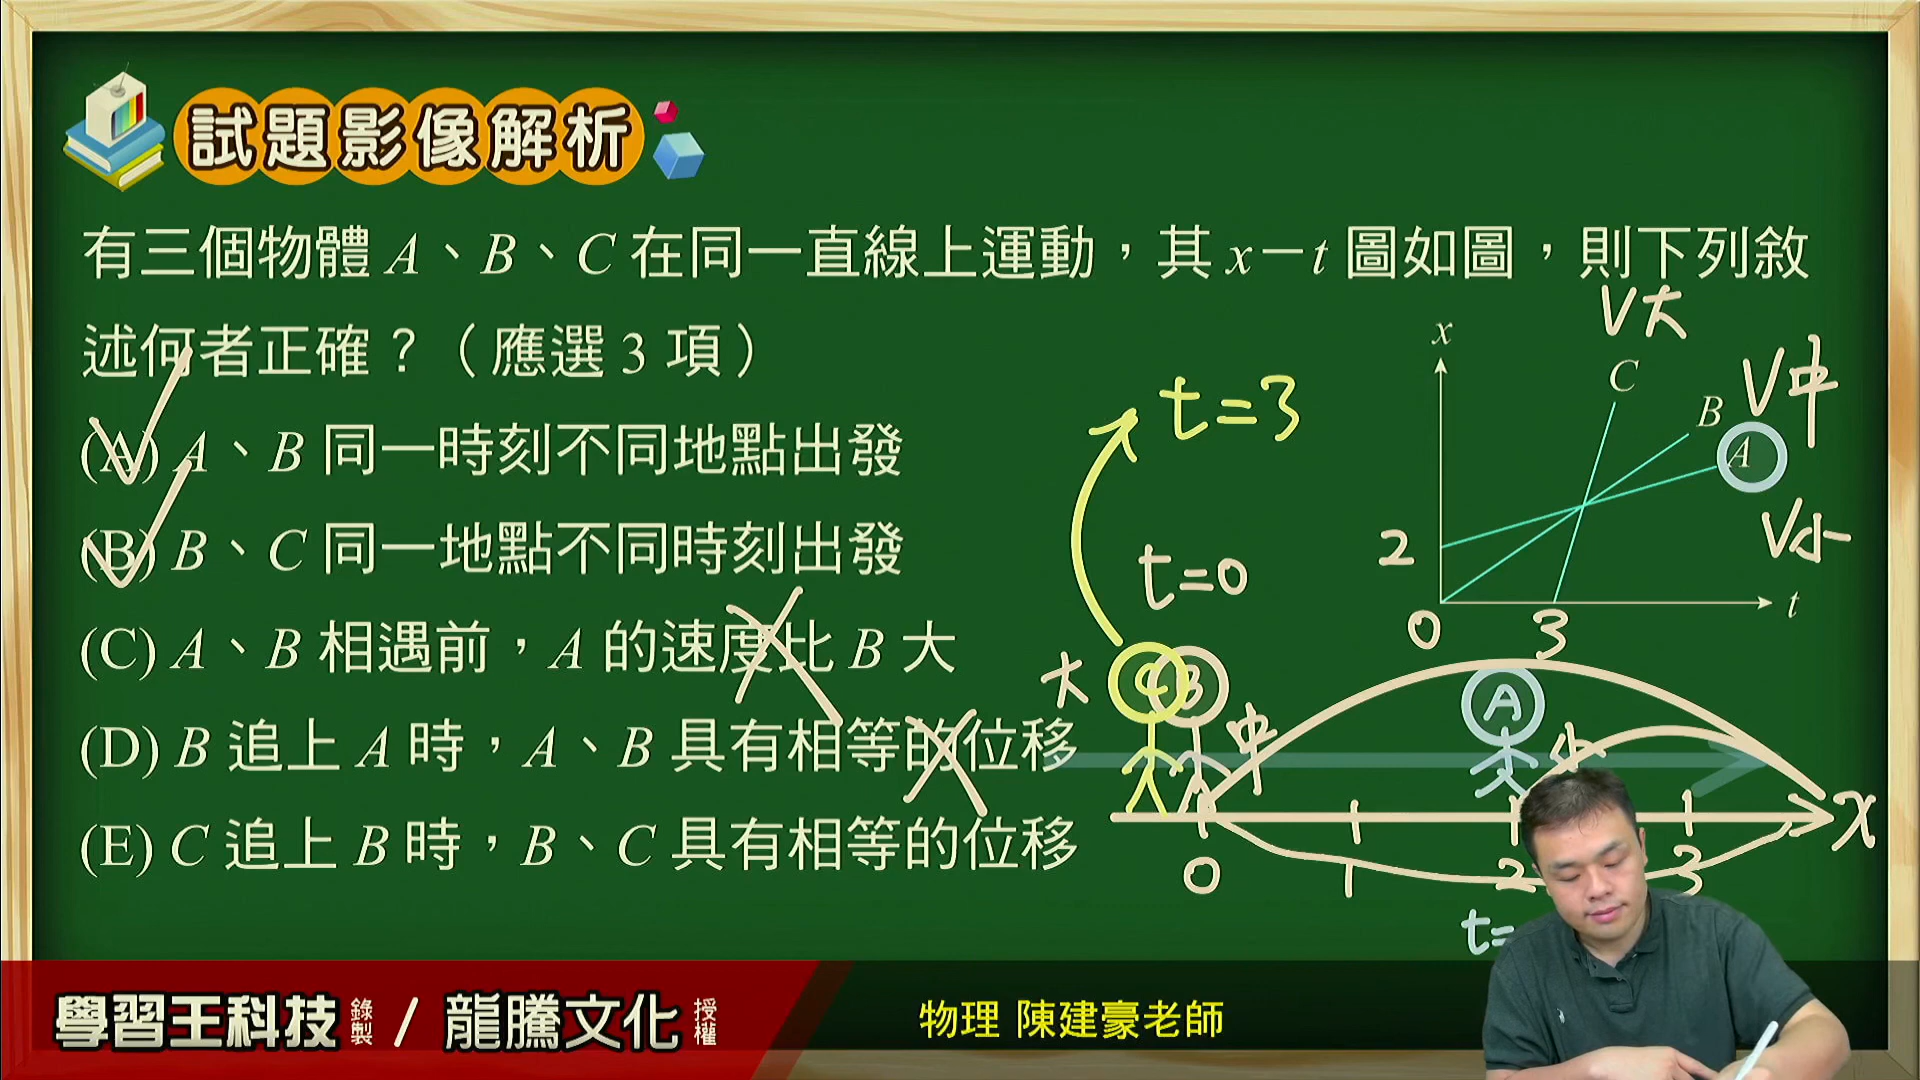 試題影像解析
有三個物體 A、B、C 在同一直線上運動，其 x－t 圖如圖，則下列敘
述何者正確？（應選 3 項）
(A) A、B 同一時刻不同地點出發
(B) B、C 同一地點不同時刻出發
(C) A、B 相遇前，A 的速度比 B 大
(D) B 追上 A 時，A、B 具有相等的位移
(E) C 追上 B 時，B、C 具有相等的位移
V大
x
C
V中
B
A
t=3
2
V小
t=0
t
0
3
大
C
B
A
中
小
x
0
1
2
3
t=
學習王科技 錄製 / 龍騰文化 授權
物理 陳建豪老師